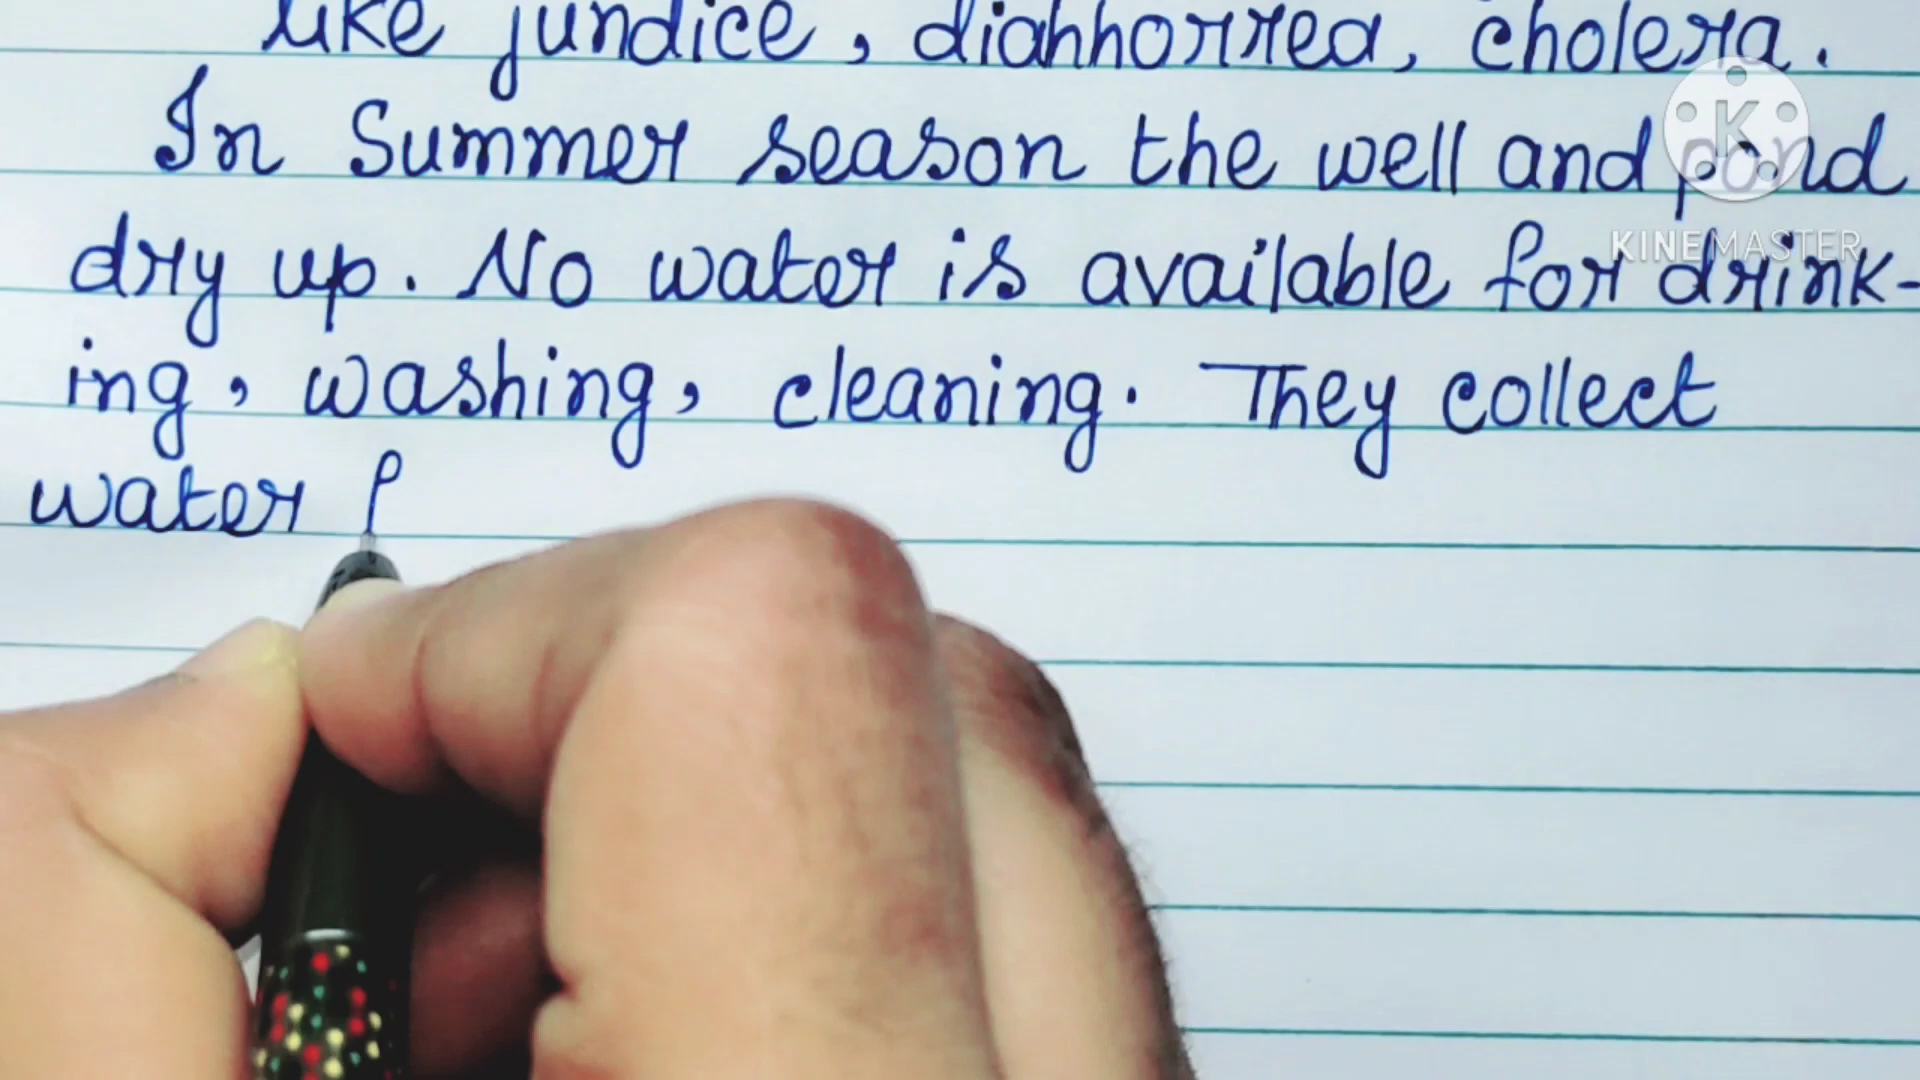 like jundice, diahhorrea, cholera.
In Summer season the well and pond
dry up. No water is available for drink-
ing, washing, cleaning. They collect
water f
KINEMASTER